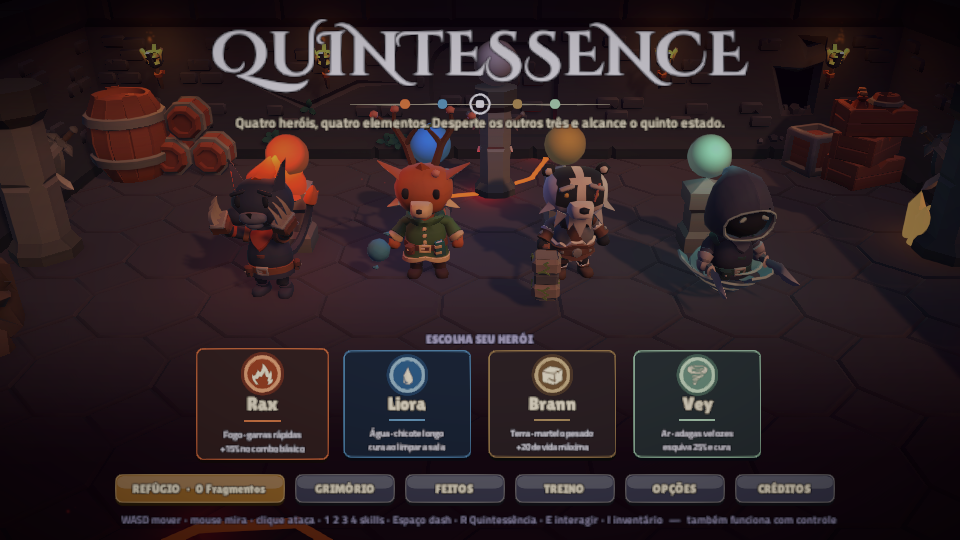 QUINTESSENCE
Quatro heróis, quatro elementos. Desperte os outros três e alcance o quinto estado.
ESCOLHA SEU HERÓI
Rax
Fogo · garras rápidas
+15% no combo básico
Liora
Água · chicote longo
cura ao limpar a sala
Brann
Terra · martelo pesado
+20 de vida máxima
Vey
Ar · adagas velozes
esquiva 25% e cura
REFÚGIO · 0 Fragmentos
GRIMÓRIO
FEITOS
TREINO
OPÇÕES
CRÉDITOS
WASD mover · mouse mira · clique ataca · 1 2 3 4 skills · Espaço dash · R Quintessência · E interagir · I inventário — também funciona com controle